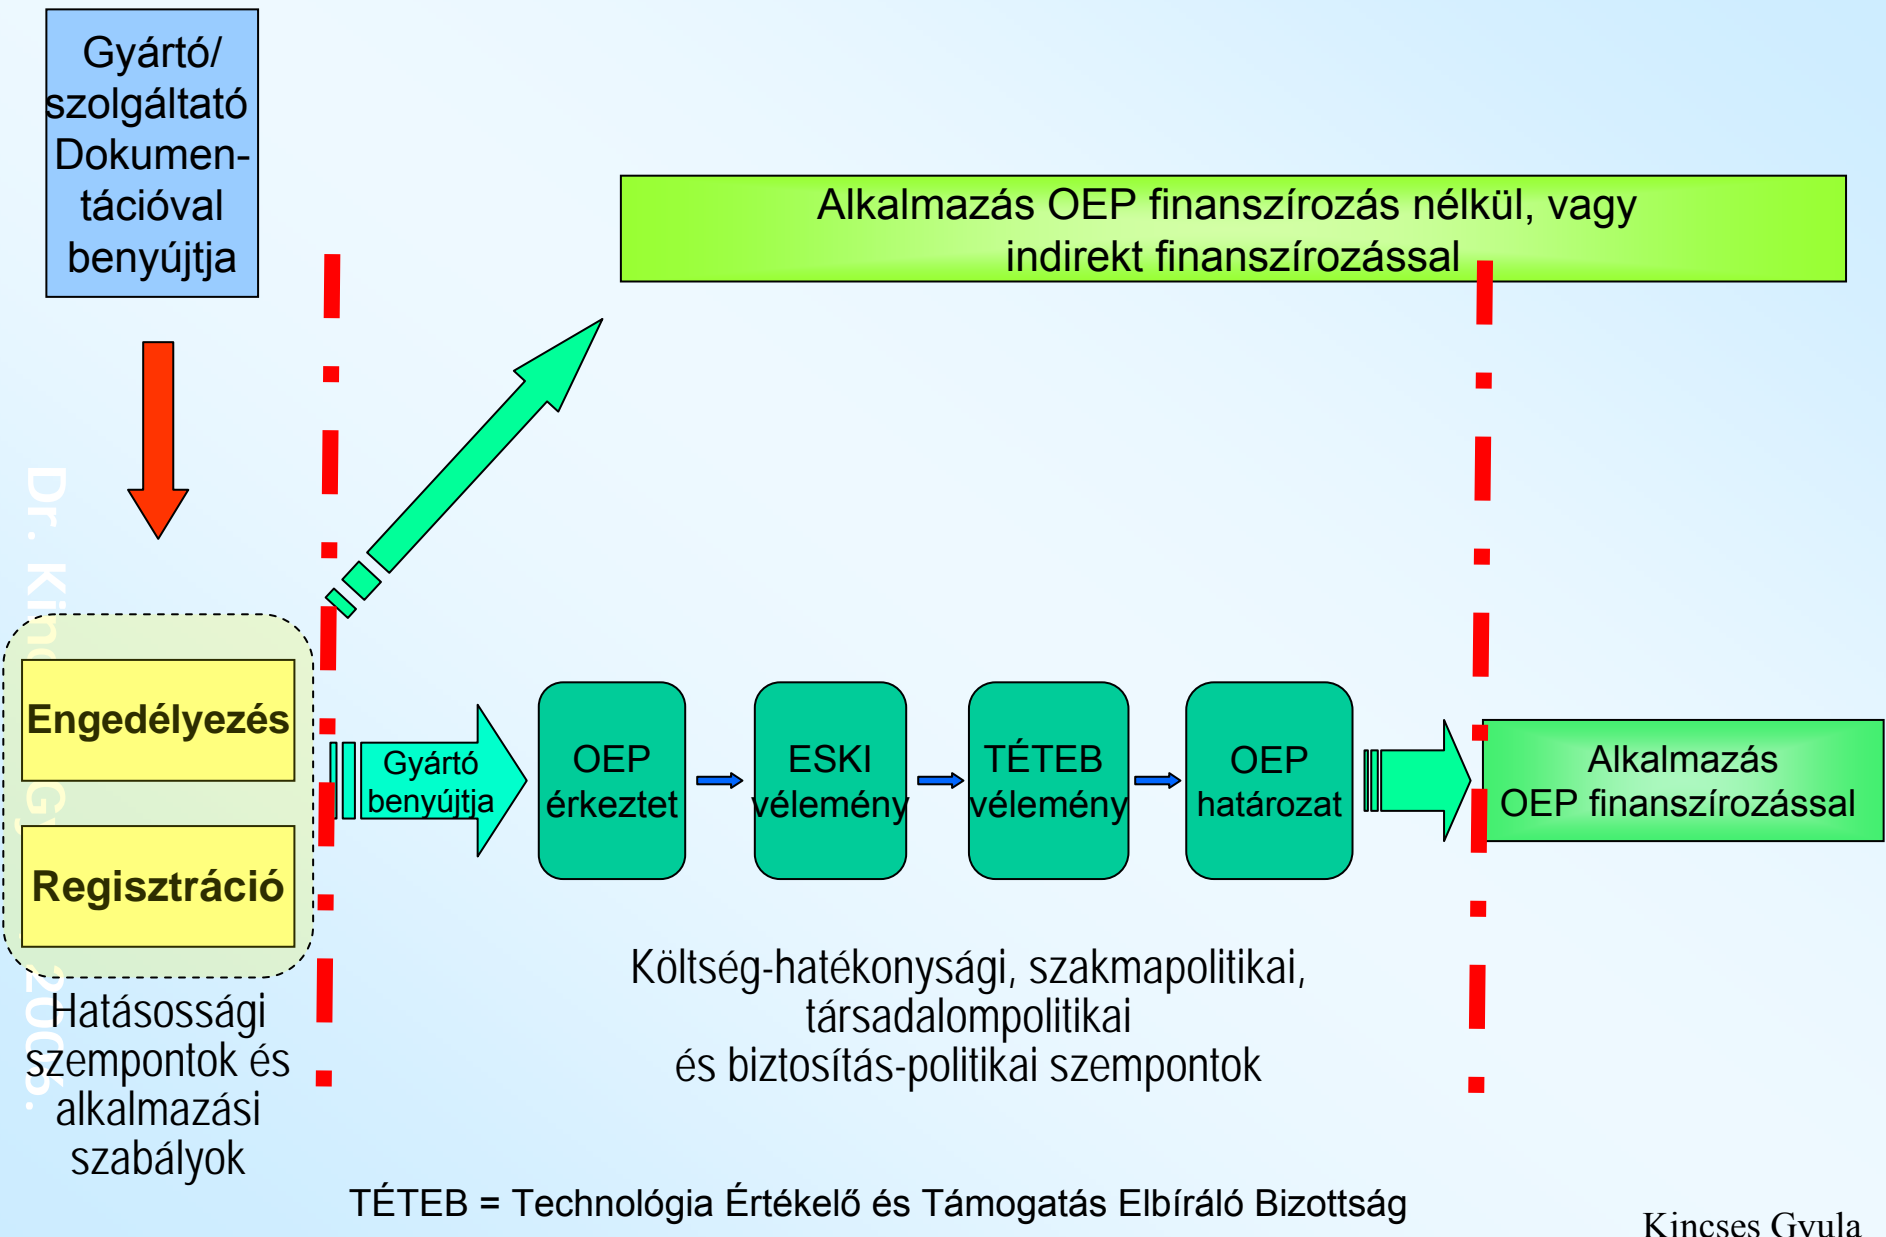 Gyártó/
szolgáltató
Dokumen-
tációval
benyújtja
Alkalmazás OEP finanszírozás nélkül, vagy
indirekt finanszírozással
Engedélyezés
Regisztráció
Hatásossági
szempontok és
alkalmazási
szabályok
Gyártó
benyújtja
OEP
érkeztet
ESKI
vélemény
TÉTEB
vélemény
OEP
határozat
Alkalmazás
OEP finanszírozással
Költség-hatékonysági, szakmapolitikai,
társadalompolitikai
és biztosítás-politikai szempontok
TÉTEB = Technológia Értékelő és Támogatás Elbíráló Bizottság
Kincses Gyula
Dr.